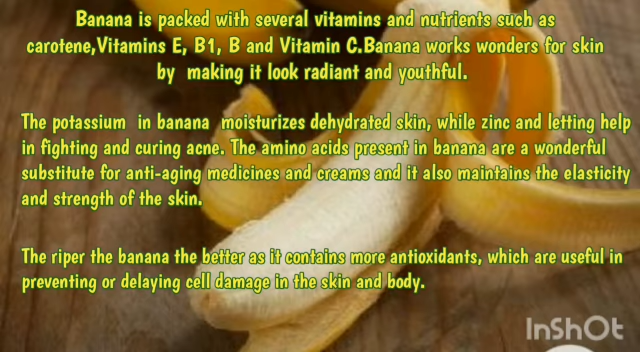 Banana is packed with several vitamins and nutrients such as
carotene,Vitamins E, B1, B and Vitamin C.Banana works wonders for skin
by making it look radiant and youthful.
The potassium in banana moisturizes dehydrated skin, while zinc and letting help
in fighting and curing acne. The amino acids present in banana are a wonderful
substitute for anti-aging medicines and creams and it also maintains the elasticity
and strength of the skin.
The riper the banana the better as it contains more antioxidants, which are useful in
preventing or delaying cell damage in the skin and body.
InShOt